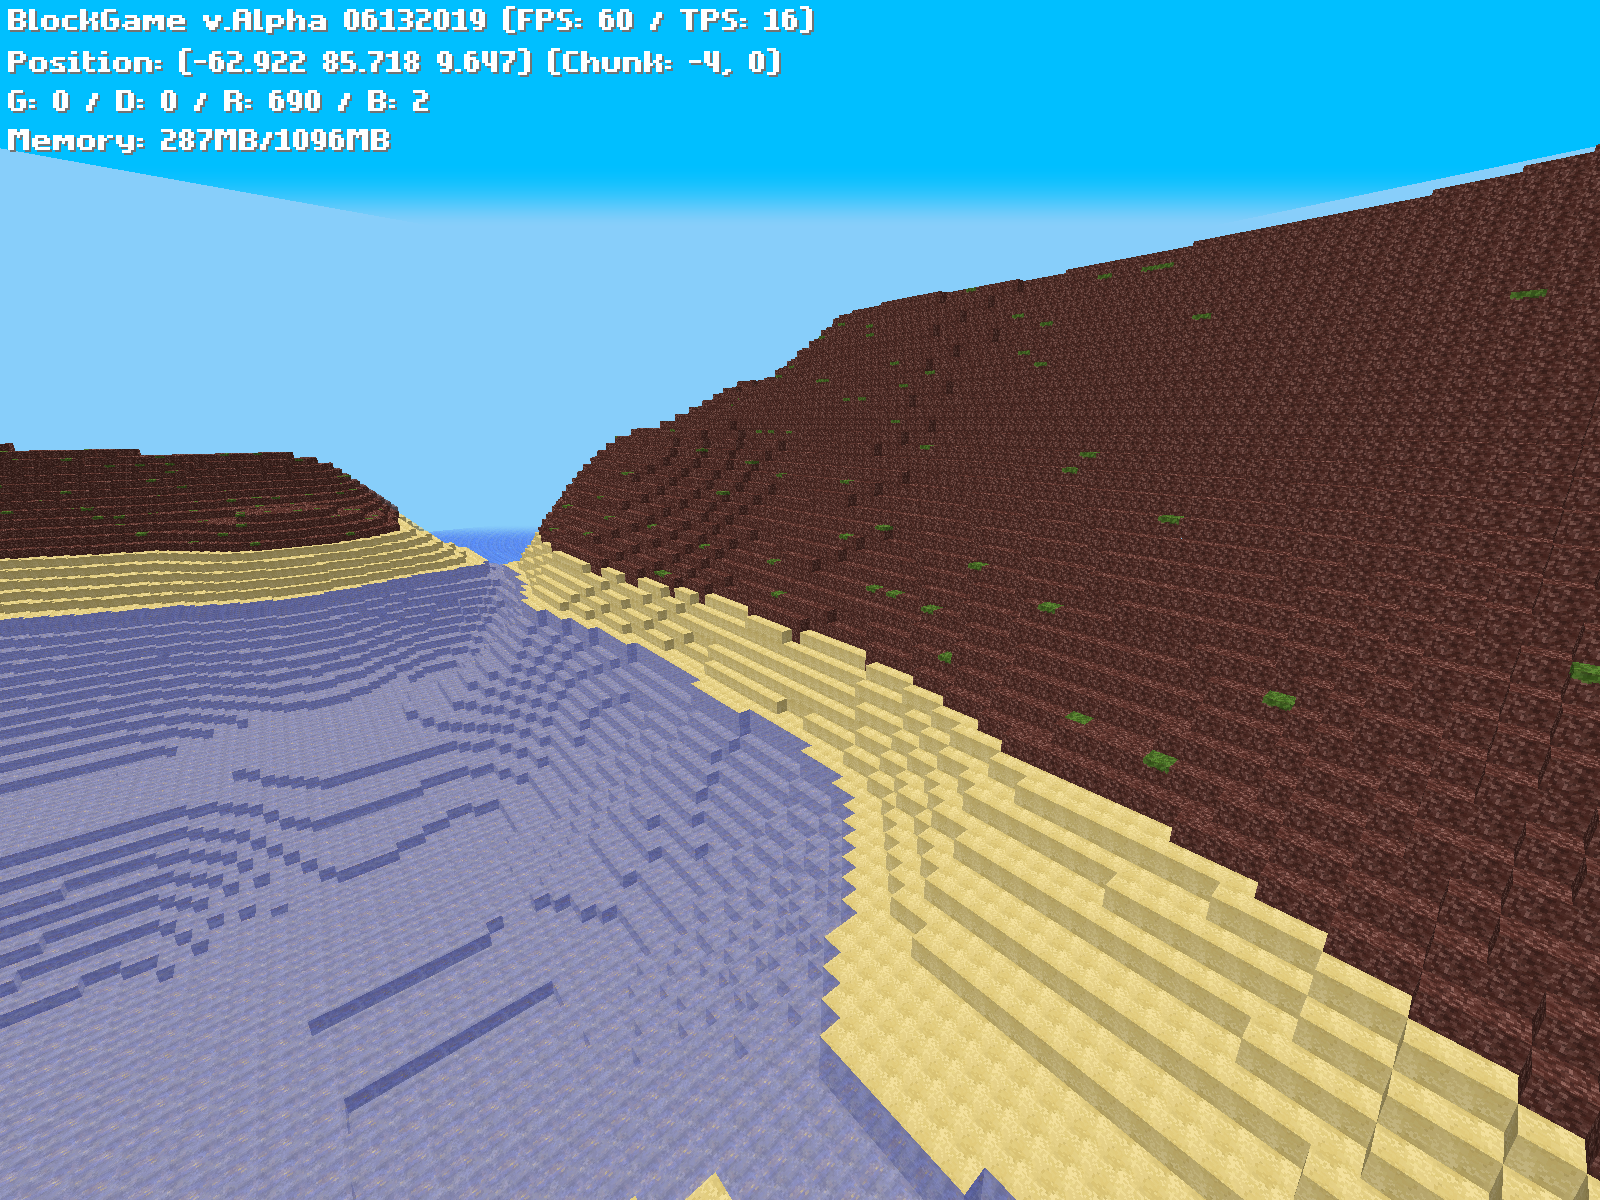 BlockGame v.Alpha 06132019 [FPS: 60 / TPS: 16]
Position: [-62.922 85.718 9.647] [Chunk: -4, 0]
G: 0 / D: 0 / R: 690 / B: 2
Memory: 287MB/1096MB